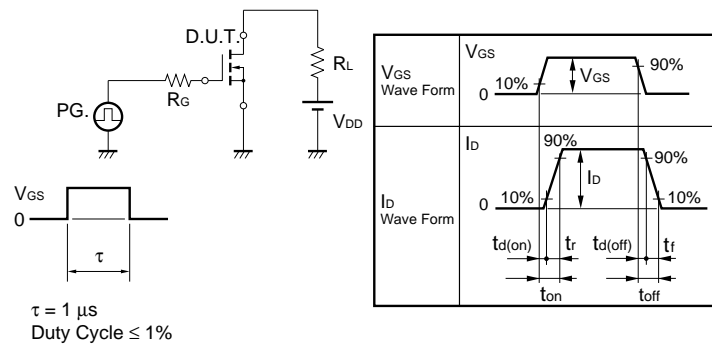 D.U.T.
RL
RG
PG.
VDD
VGS
0
τ
τ = 1 μs
Duty Cycle ≤ 1%
VGS
Wave Form
VGS
10%
0
VGS
90%
ID
Wave Form
ID
90%
90%
ID
10%
10%
0
td(on)
tr
td(off)
tf
ton
toff